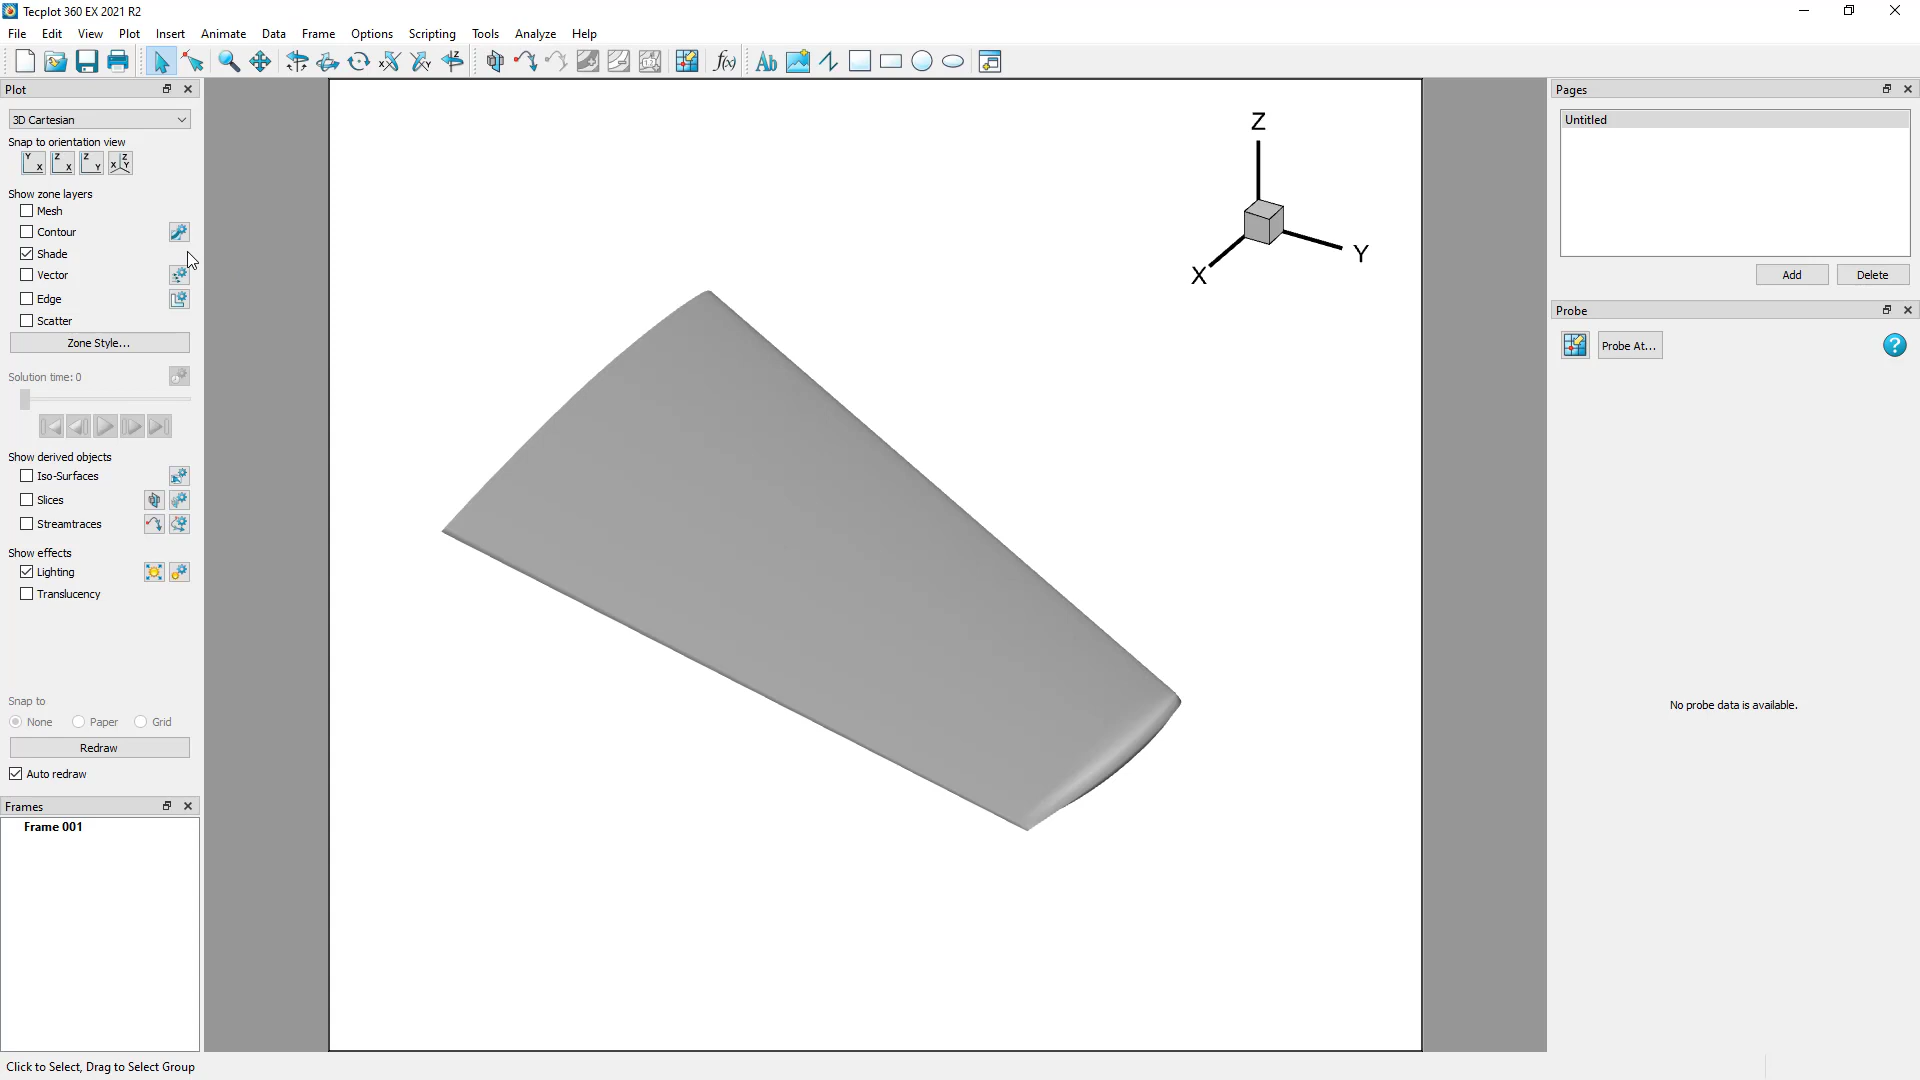 Tecplot 360 EX 2021 R2
File Edit View Plot Insert Animate Data Frame Options Scripting Tools Analyze Help
Plot
3D Cartesian
Snap to orientation view
Y X Z X Z Y X Z Y
Show zone layers
Mesh
Contour
Shade
Vector
Edge
Scatter
Zone Style...
Solution time: 0
Show derived objects
Iso-Surfaces
Slices
Streamtraces
Show effects
Lighting
Translucency
Snap to
None Paper Grid
Redraw
Auto redraw
Frames
Frame 001
Z
Y
X
Pages
Untitled
Add Delete
Probe
Probe At...
No probe data is available.
Click to Select, Drag to Select Group